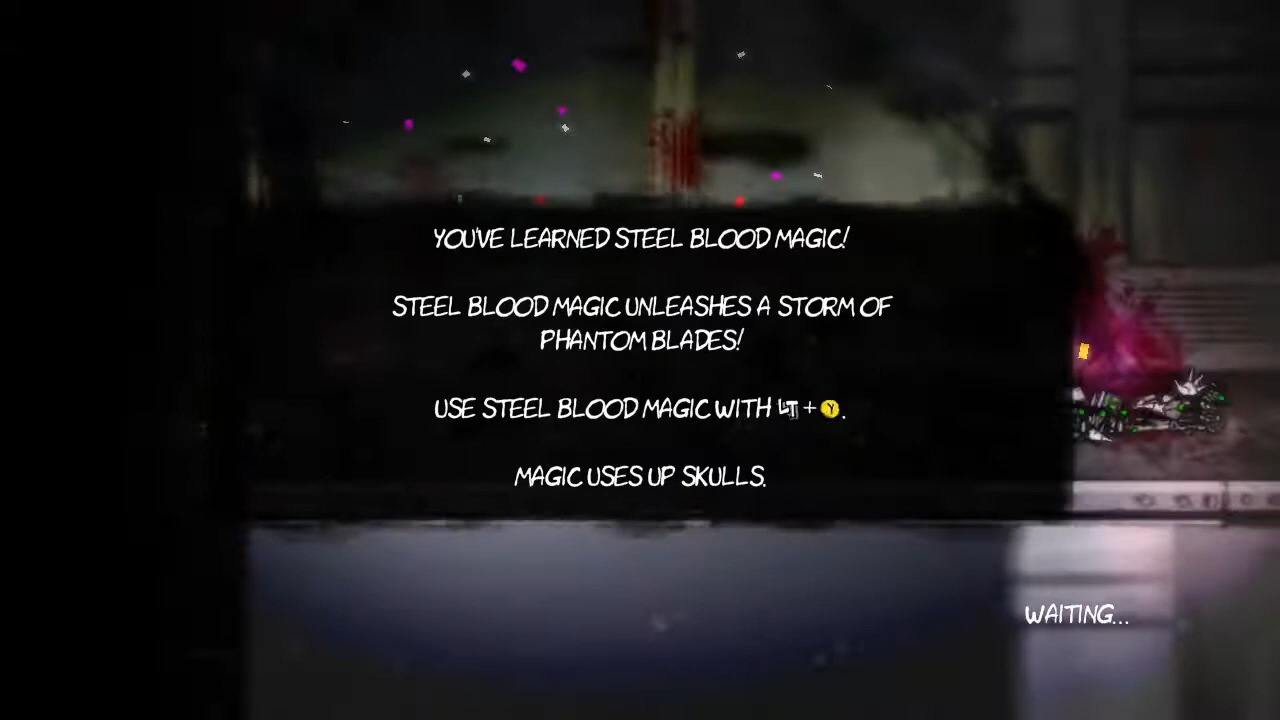 YOU'VE LEARNED STEEL BLOOD MAGIC!
STEEL BLOOD MAGIC UNLEASHES A STORM OF
PHANTOM BLADES!
USE STEEL BLOOD MAGIC WITH LT + Y.
MAGIC USES UP SKULLS.
WAITING...